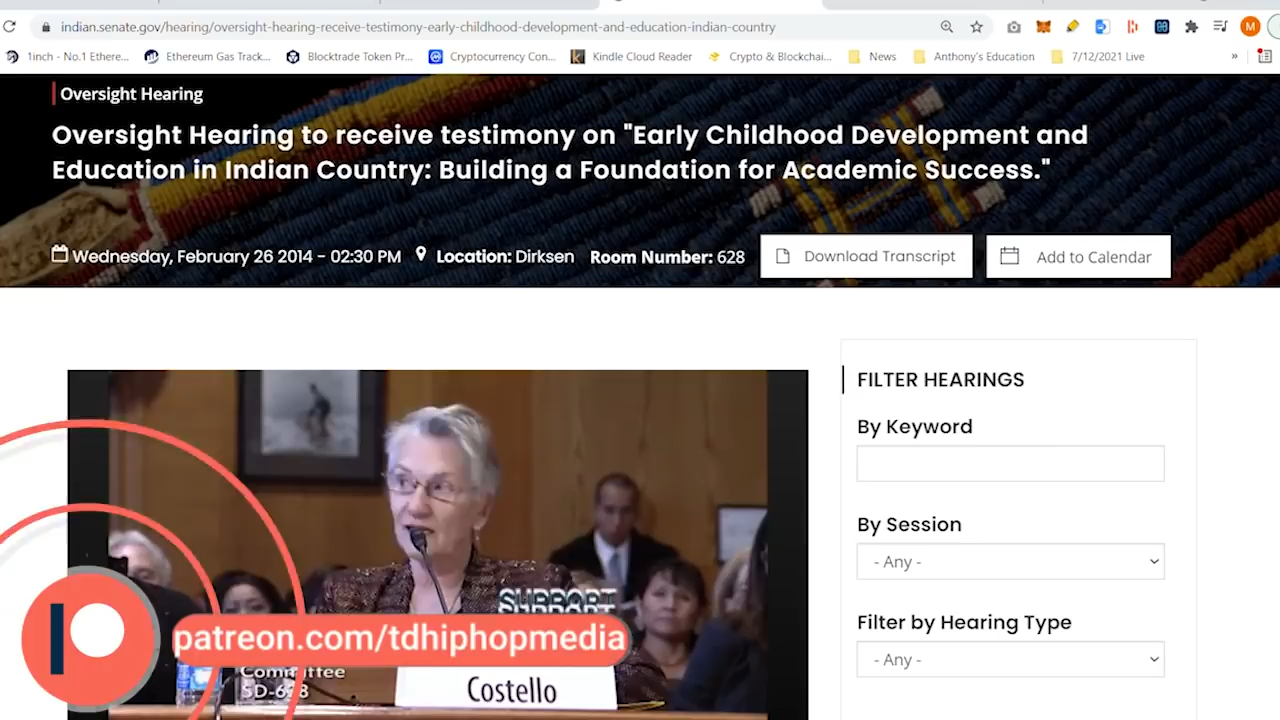 indian.senate.gov/hearing/oversight-hearing-receive-testimony-early-childhood-development-and-education-indian-country
M
1inch - No.1 Ethere... Ethereum Gas Track... Blocktrade Token Pr... Cryptocurrency Con... Kindle Cloud Reader Crypto & Blockchai... News Anthony's Education 7/12/2021 Live »
Oversight Hearing
Oversight Hearing to receive testimony on "Early Childhood Development and
Education in Indian Country: Building a Foundation for Academic Success."
Wednesday, February 26 2014 - 02:30 PM Location: Dirksen Room Number: 628 Download Transcript Add to Calendar
FILTER HEARINGS
By Keyword
By Session
- Any -
Filter by Hearing Type
- Any -
SUPPORT
patreon.com/tdhiphopmedia
Committee
SD-628
Costello